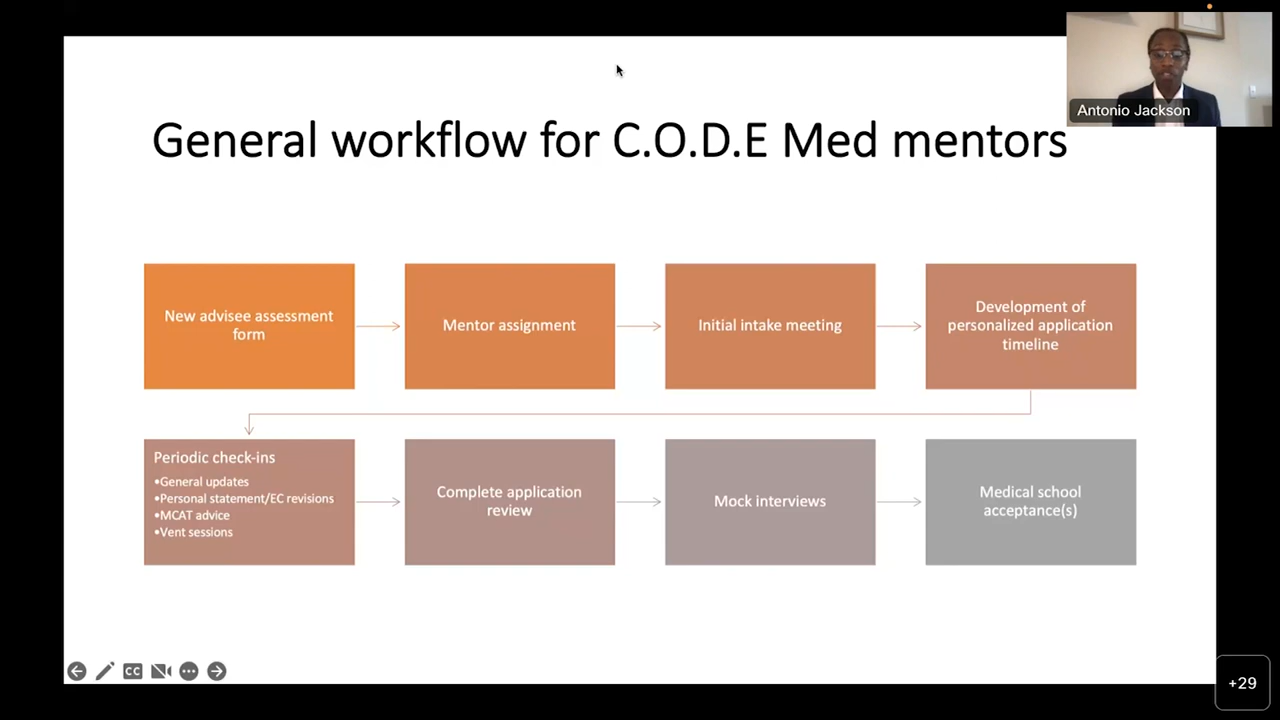 Antonio Jackson
General workflow for C.O.D.E Med mentors
New advisee assessment
form
Mentor assignment
Initial intake meeting
Development of
personalized application
timeline
Periodic check-ins
•General updates
•Personal statement/EC revisions
•MCAT advice
•Vent sessions
Complete application
review
Mock interviews
Medical school
acceptance(s)
CC
+29